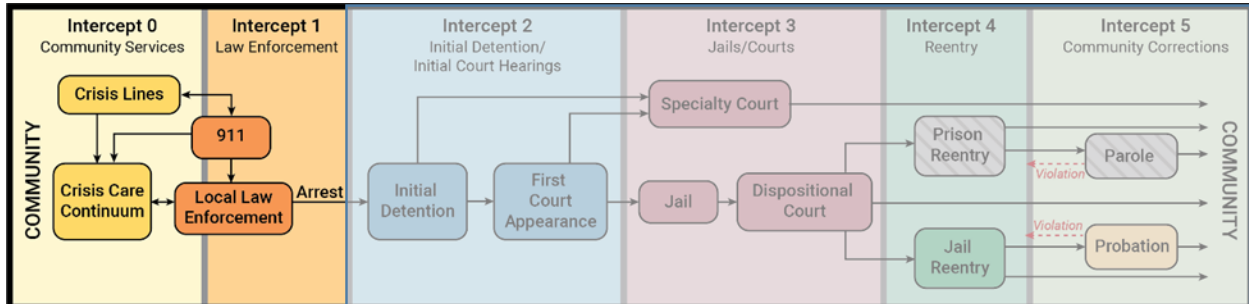 Intercept 0
Community Services
Intercept 1
Law Enforcement
Intercept 2
Initial Detention/
Initial Court Hearings
Intercept 3
Jails/Courts
Intercept 4
Reentry
Intercept 5
Community Corrections
COMMUNITY
Crisis Lines
911
Crisis Care
Continuum
Local Law
Enforcement
Arrest
Initial
Detention
First
Court
Appearance
Specialty Court
Jail
Dispositional
Court
Prison
Reentry
Violation
Parole
Jail
Reentry
Violation
Probation
COMMUNITY